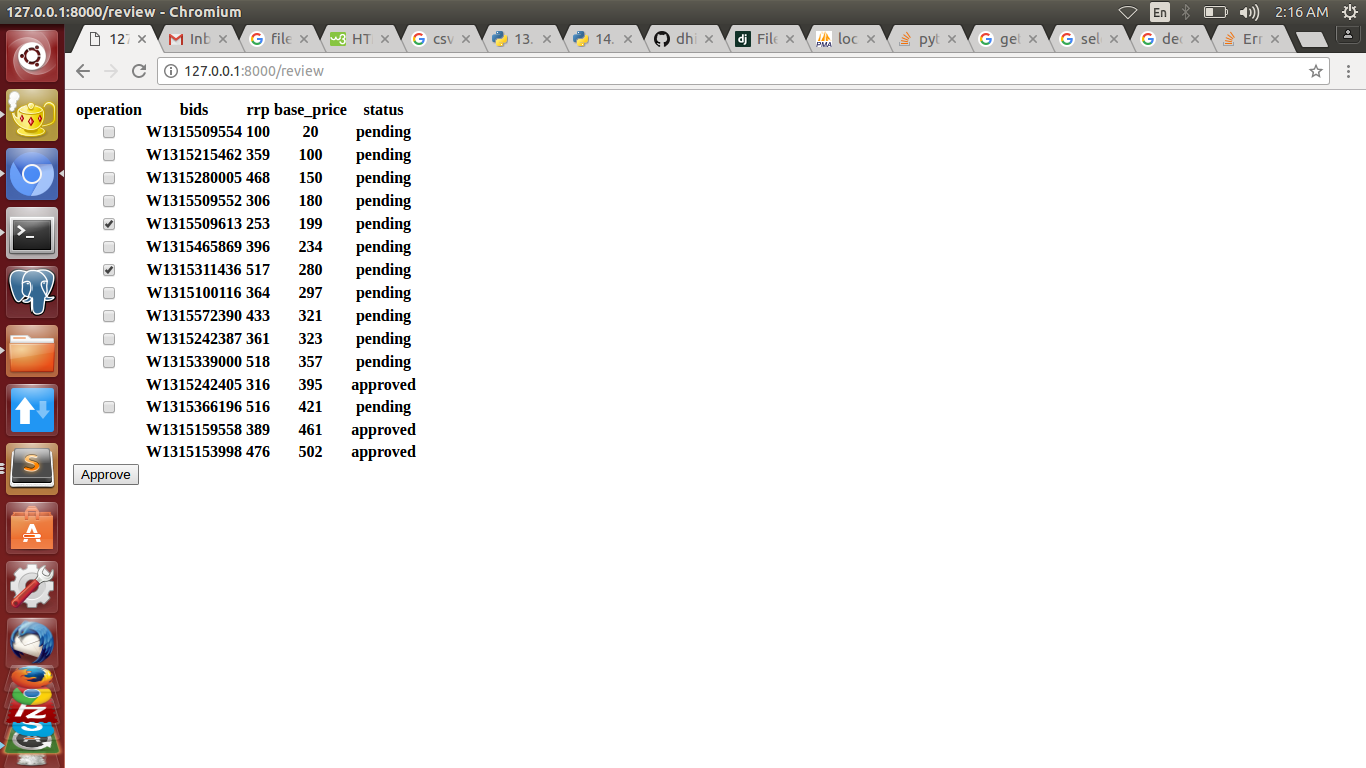 127.0.0.1:8000/review - Chromium
En
2:16 AM
127
Inb
file
HT
csv
13.
14.
dhi
File
loc
pyt
get
sele
dec
Err
127.0.0.1:8000/review
operation bids rrp base_price status
W1315509554 100 20 pending
W1315215462 359 100 pending
W1315280005 468 150 pending
W1315509552 306 180 pending
W1315509613 253 199 pending
W1315465869 396 234 pending
W1315311436 517 280 pending
W1315100116 364 297 pending
W1315572390 433 321 pending
W1315242387 361 323 pending
W1315339000 518 357 pending
W1315242405 316 395 approved
W1315366196 516 421 pending
W1315159558 389 461 approved
W1315153998 476 502 approved
Approve